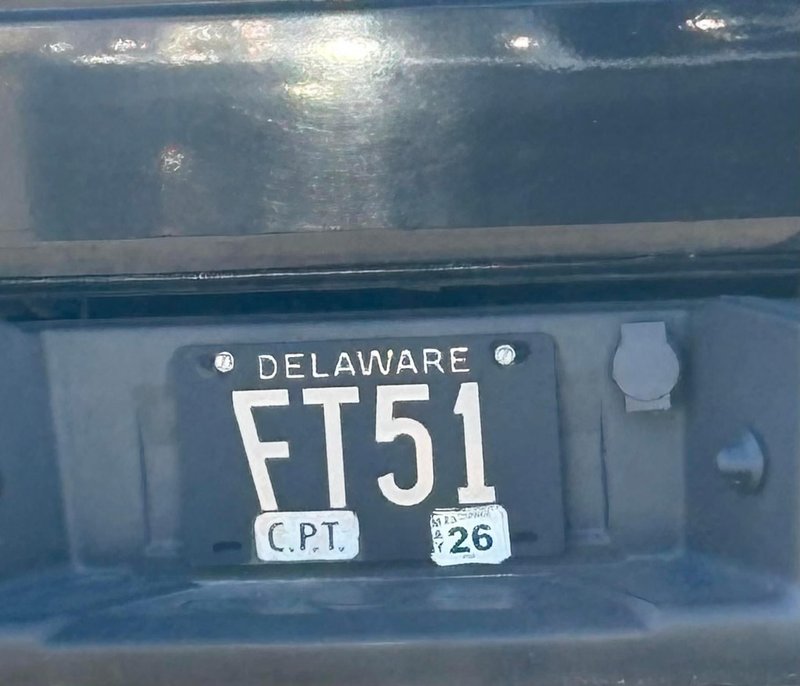 DELAWARE
FT51
C.P.T.
26